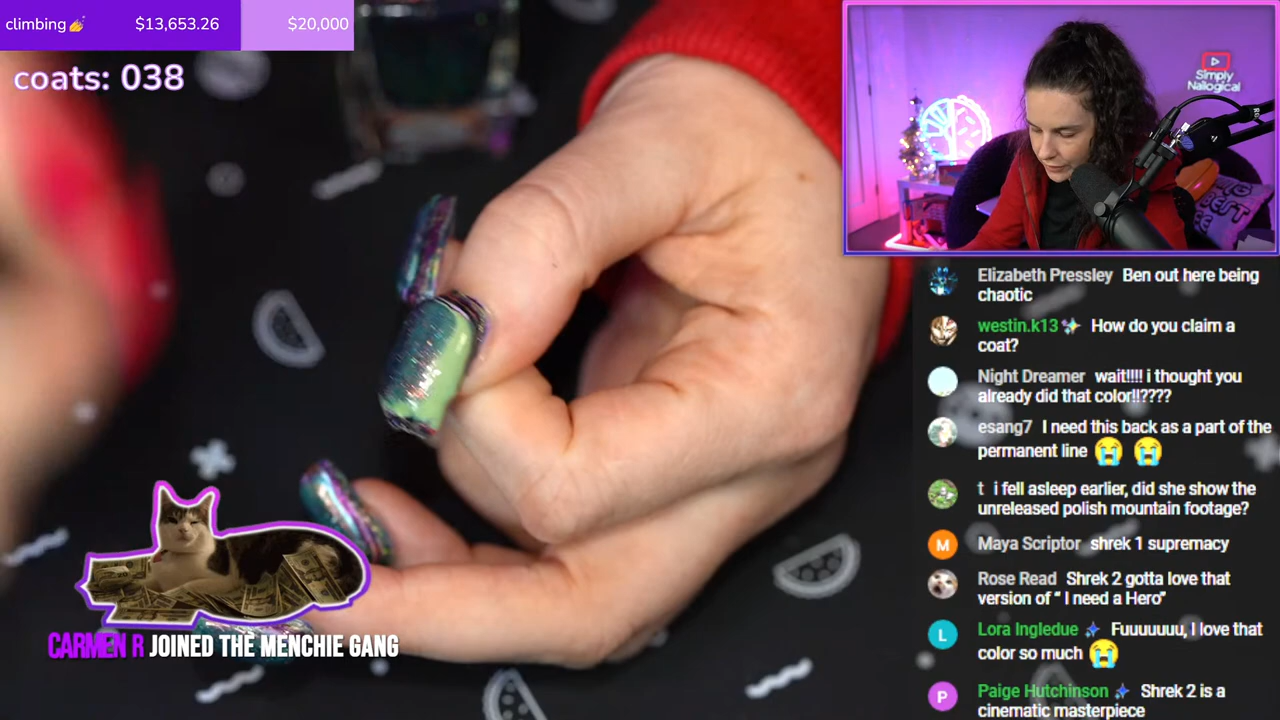 climbing💅 $13,653.26 $20,000
coats: 038
Simply
Nailogical
Elizabeth Pressley Ben out here being
chaotic
westin.k13 How do you claim a
coat?
Night Dreamer wait!!!! i thought you
already did that color!!????
esang7 I need this back as a part of the
permanent line 😭 😭
t i fell asleep earlier, did she show the
unreleased polish mountain footage?
M Maya Scriptor shrek 1 supremacy
Rose Read Shrek 2 gotta love that
version of “ I need a Hero”
L Lora Ingledue Fuuuuuu, I love that
color so much 😭
P Paige Hutchinson Shrek 2 is a
cinematic masterpiece
CARMEN R JOINED THE MENCHIE GANG